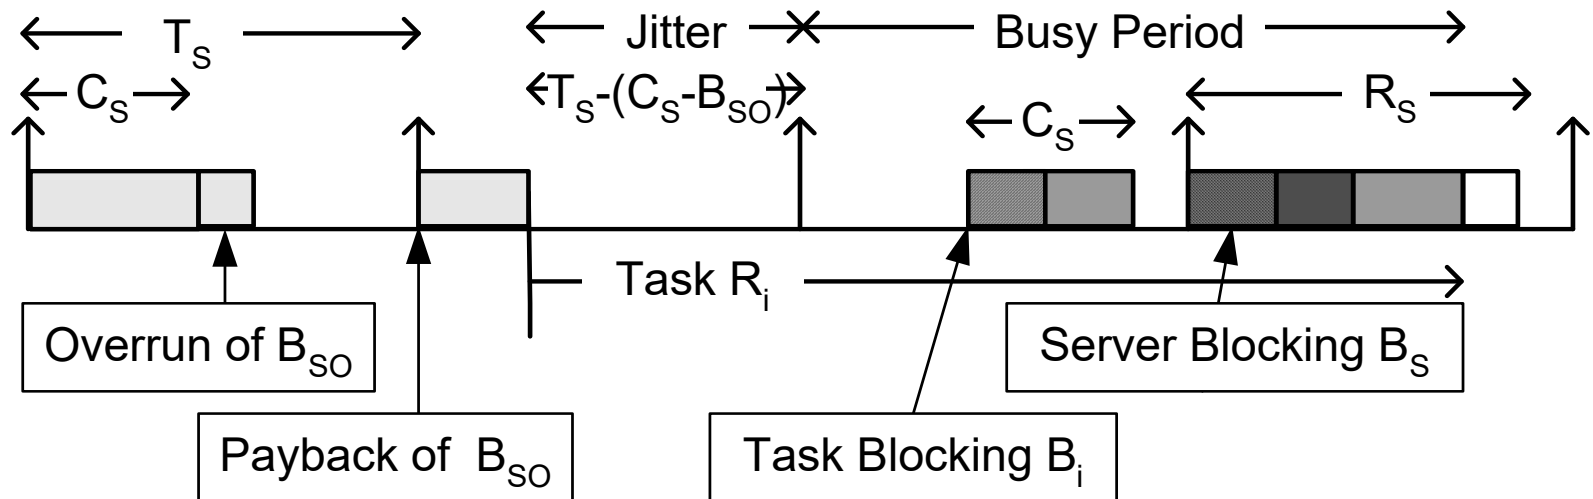 T_S
Jitter
Busy Period
C_S
T_S-(C_S-B_SO)
C_S
R_S
Task R_i
Overrun of B_SO
Server Blocking B_S
Payback of B_SO
Task Blocking B_i